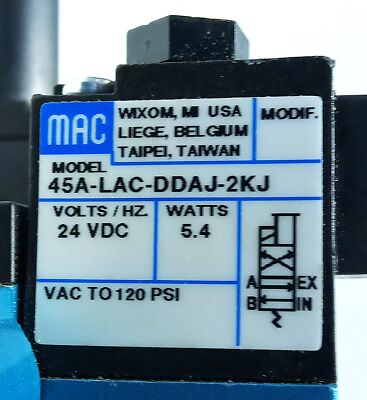 MAC
WIXOM, MI USA
LIEGE, BELGIUM
TAIPEI, TAIWAN
MODIF.
MODEL
45A-LAC-DDAJ-2KJ
VOLTS / HZ.
24 VDC
WATTS
5.4
VAC TO 120 PSI
A EX
B IN